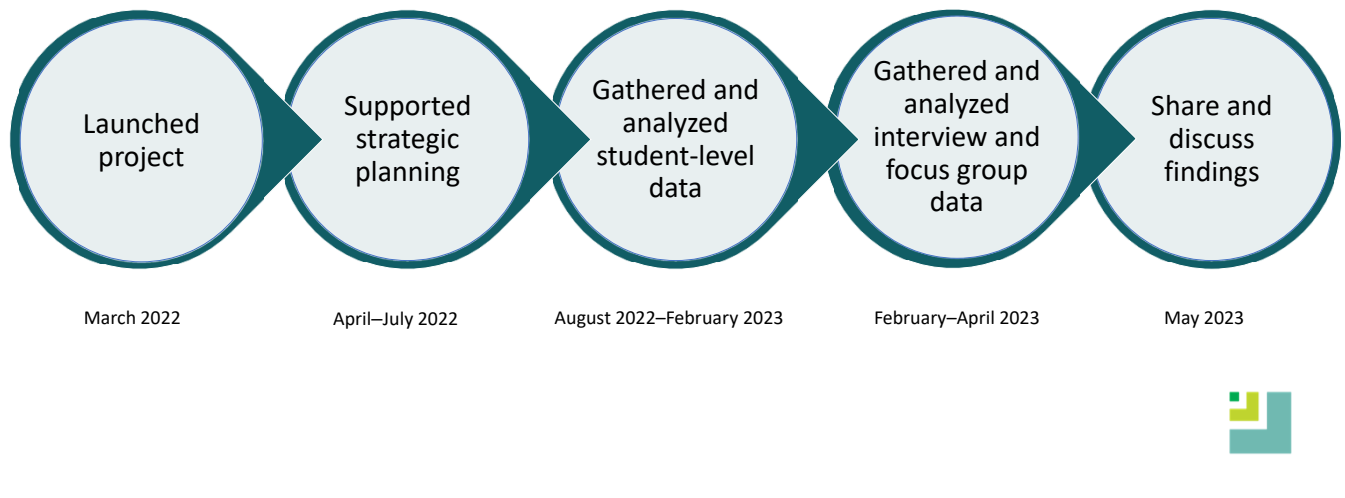 Launched
project
Supported
strategic
planning
Gathered and
analyzed
student-level
data
Gathered and
analyzed
interview and
focus group
data
Share and
discuss
findings
March 2022
April–July 2022
August 2022–February 2023
February–April 2023
May 2023